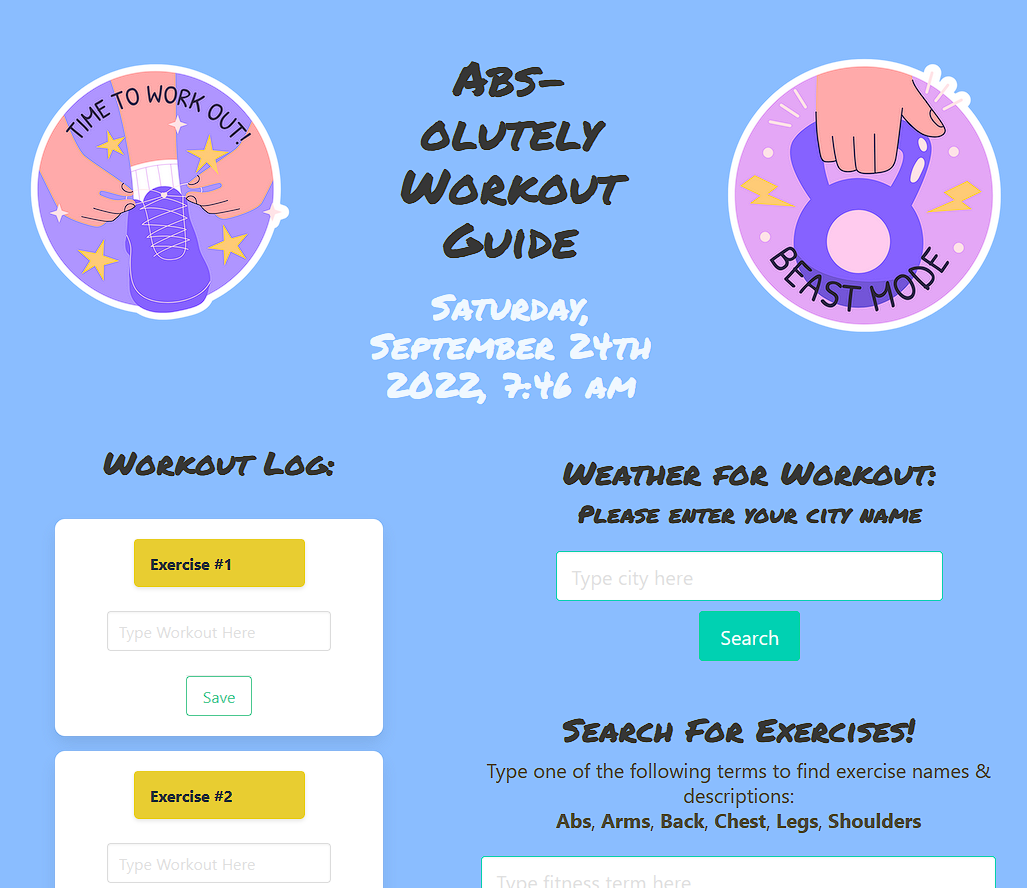 TIME TO WORK OUT!
Abs-
olutely
Workout
Guide
BEAST MODE
Saturday,
September 24th
2022, 7:46 am
Workout Log:
Exercise #1
Type Workout Here
Save
Exercise #2
Type Workout Here
Weather for Workout:
Please enter your city name
Type city here
Search
Search For Exercises!
Type one of the following terms to find exercise names &
descriptions:
Abs, Arms, Back, Chest, Legs, Shoulders
Type fitness term here